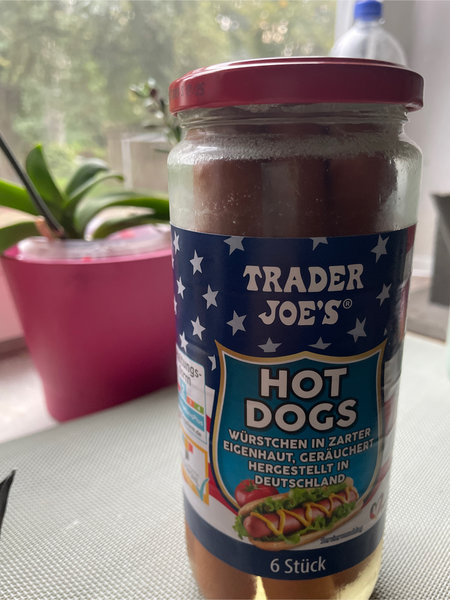 TRADER
JOE'S®
HOT
DOGS
WÜRSTCHEN IN ZARTER
EIGENHAUT, GERÄUCHERT
HERGESTELLT IN
DEUTSCHLAND
6 Stück